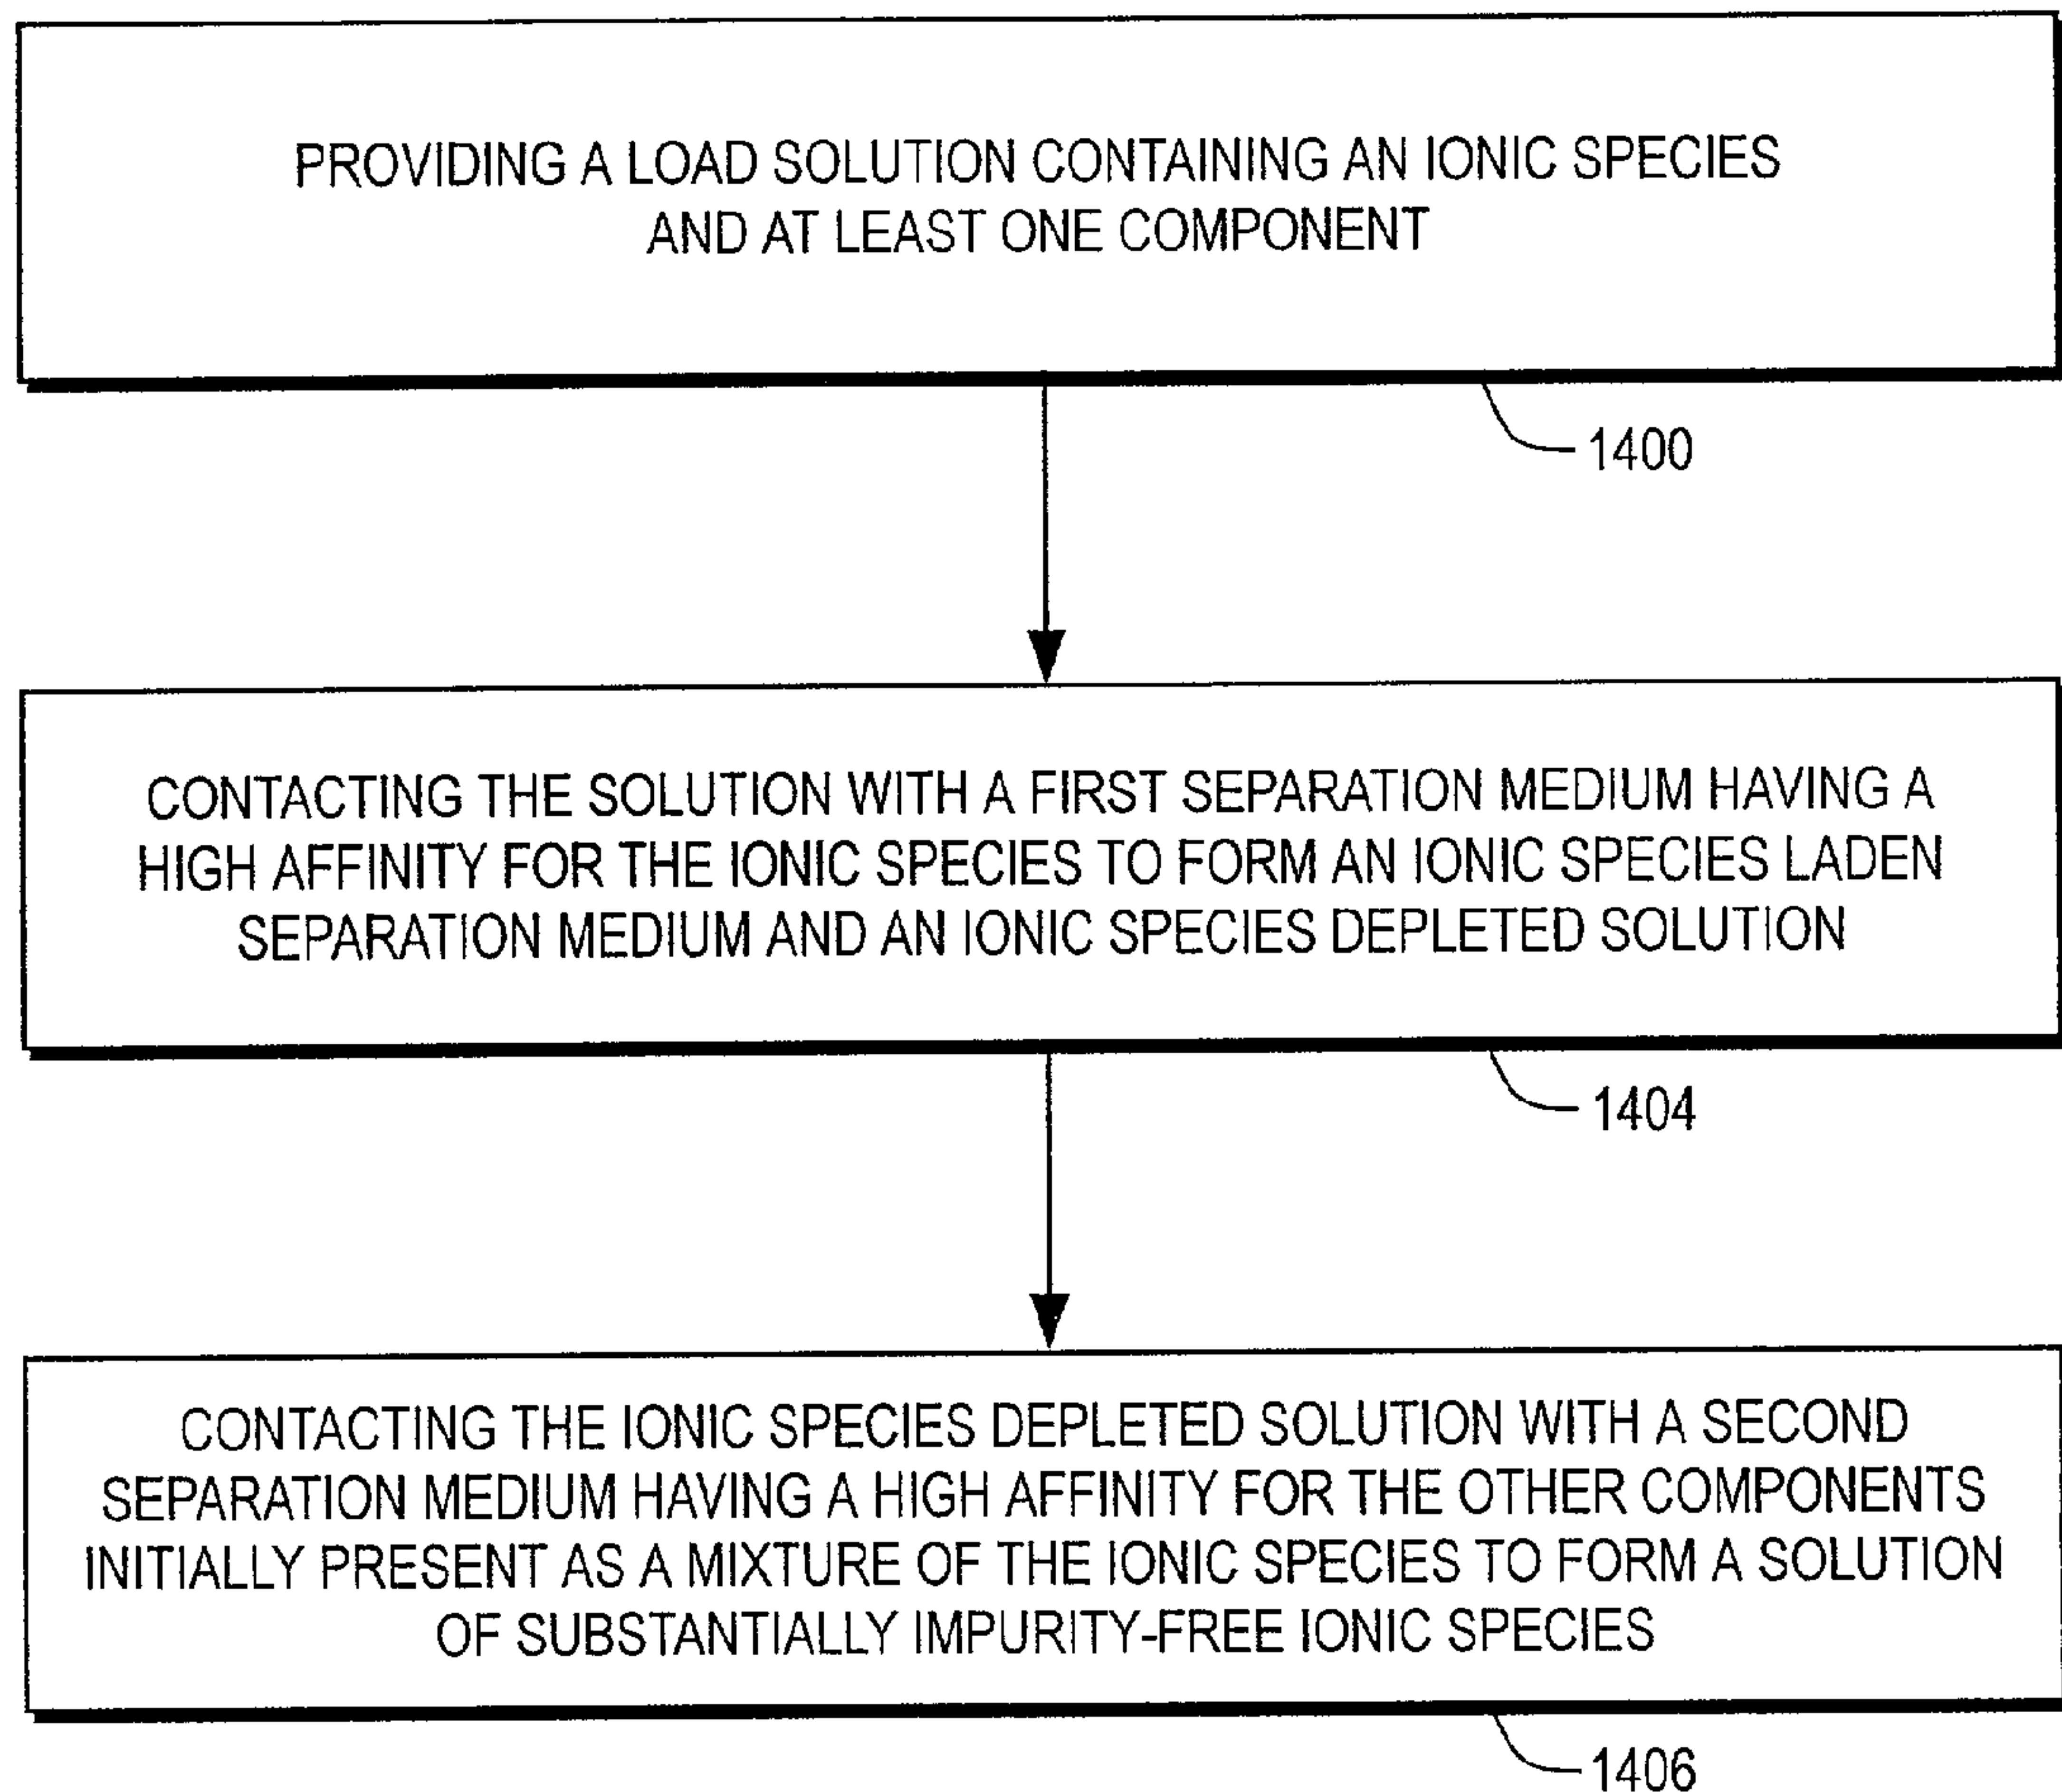 PROVIDING A LOAD SOLUTION CONTAINING AN IONIC SPECIES
AND AT LEAST ONE COMPONENT
1400
CONTACTING THE SOLUTION WITH A FIRST SEPARATION MEDIUM HAVING A
HIGH AFFINITY FOR THE IONIC SPECIES TO FORM AN IONIC SPECIES LADEN
SEPARATION MEDIUM AND AN IONIC SPECIES DEPLETED SOLUTION
1404
CONTACTING THE IONIC SPECIES DEPLETED SOLUTION WITH A SECOND
SEPARATION MEDIUM HAVING A HIGH AFFINITY FOR THE OTHER COMPONENTS
INITIALLY PRESENT AS A MIXTURE OF THE IONIC SPECIES TO FORM A SOLUTION
OF SUBSTANTIALLY IMPURITY-FREE IONIC SPECIES
1406